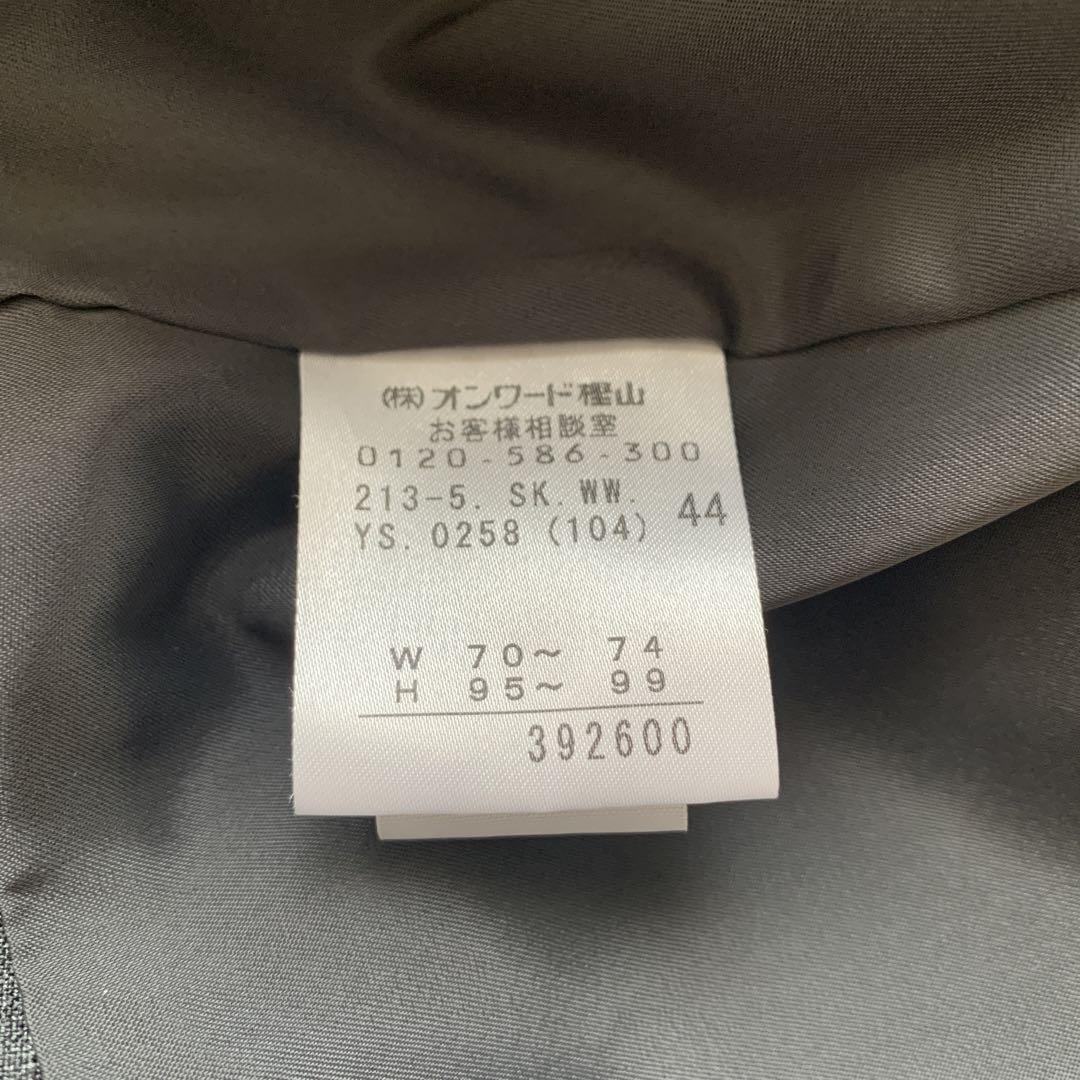 (株)オンワード樫山
お客様相談室
0120-586-300
213-5. SK. WW.
YS. 0258 (104) 44
W 70~ 74
H 95~ 99
392600